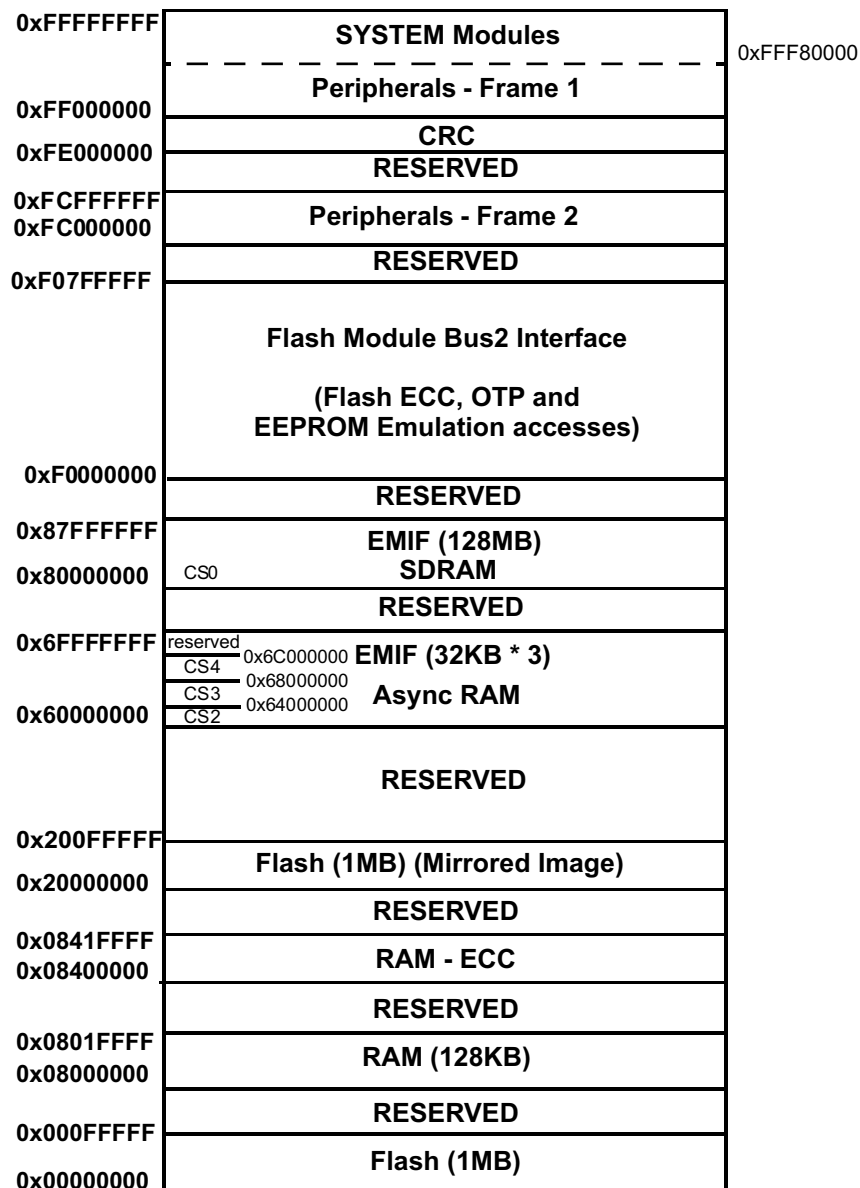 0xFFFFFFFF
SYSTEM Modules
0xFFF80000
Peripherals - Frame 1
0xFF000000
CRC
0xFE000000
RESERVED
0xFCFFFFFF
Peripherals - Frame 2
0xFC000000
RESERVED
0xF07FFFFF
Flash Module Bus2 Interface
(Flash ECC, OTP and
EEPROM Emulation accesses)
0xF0000000
RESERVED
0x87FFFFFF
EMIF (128MB)
0x80000000
CS0
SDRAM
RESERVED
0x6FFFFFFF
reserved
0x6C000000
EMIF (32KB * 3)
CS4
0x68000000
CS3
Async RAM
0x64000000
0x60000000
CS2
RESERVED
0x200FFFFF
Flash (1MB) (Mirrored Image)
0x20000000
RESERVED
0x0841FFFF
RAM - ECC
0x08400000
RESERVED
0x0801FFFF
RAM (128KB)
0x08000000
RESERVED
0x000FFFFF
Flash (1MB)
0x00000000